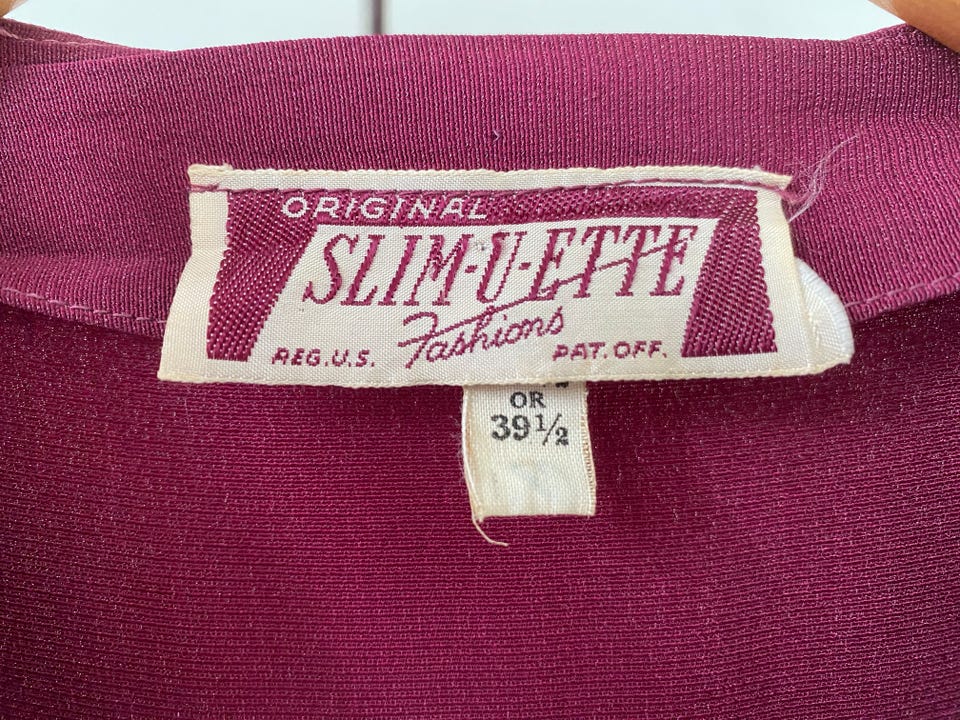 ORIGINAL
SLIM-U-ETTE
Fashions
REG.U.S. PAT.OFF.
OR
39½